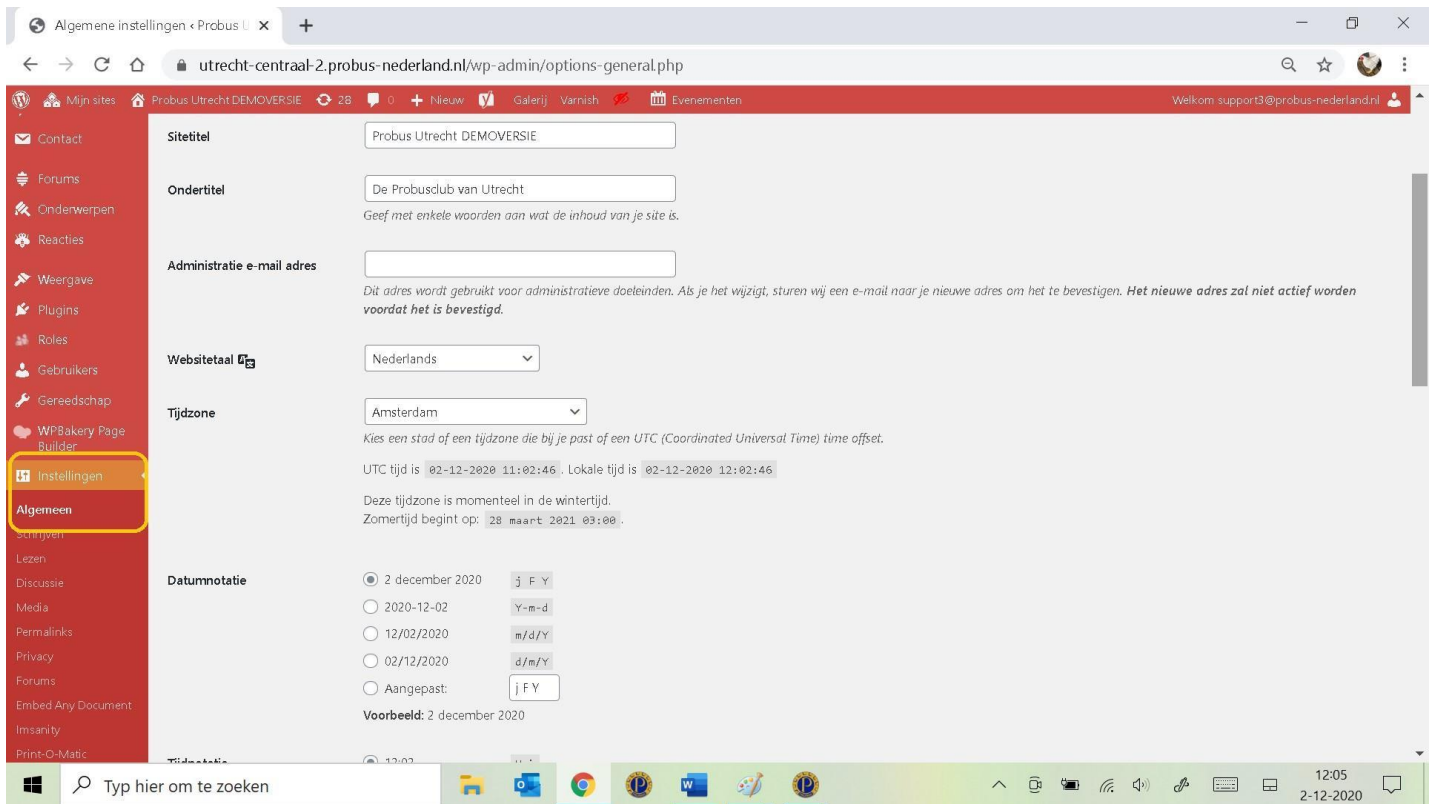 Algemene instellingen ‹ Probus U
utrecht-centraal-2.probus-nederland.nl/wp-admin/options-general.php
Mijn sites Probus Utrecht DEMOVERSIE 28 0 Nieuw Galerij Varnish Evenementen Welkom support3@probus-nederland.nl
Contact
Forums
Onderwerpen
Reacties
Weergave
Plugins
Roles
Gebruikers
Gereedschap
WPBakery Page
Builder
Instellingen
Algemeen
Schrijven
Lezen
Discussie
Media
Permalinks
Privacy
Forums
Embed Any Document
Imsanity
Print-O-Matic
Sitetitel Probus Utrecht DEMOVERSIE
Ondertitel De Probusclub van Utrecht
Geef met enkele woorden aan wat de inhoud van je site is.
Administratie e-mail adres
Dit adres wordt gebruikt voor administratieve doeleinden. Als je het wijzigt, sturen wij een e-mail naar je nieuwe adres om het te bevestigen. Het nieuwe adres zal niet actief worden
voordat het is bevestigd.
Websitetaal Nederlands
Tijdzone Amsterdam
Kies een stad of een tijdzone die bij je past of een UTC (Coordinated Universal Time) time offset.
UTC tijd is 02-12-2020 11:02:46 . Lokale tijd is 02-12-2020 12:02:46
Deze tijdzone is momenteel in de wintertijd.
Zomertijd begint op: 28 maart 2021 03:00 .
Datumnotatie 2 december 2020 j F Y
2020-12-02 Y-m-d
12/02/2020 m/d/Y
02/12/2020 d/m/Y
Aangepast: j F Y
Voorbeeld: 2 december 2020
Tijdnotatie 12:02 H:i
Typ hier om te zoeken
12:05
2-12-2020